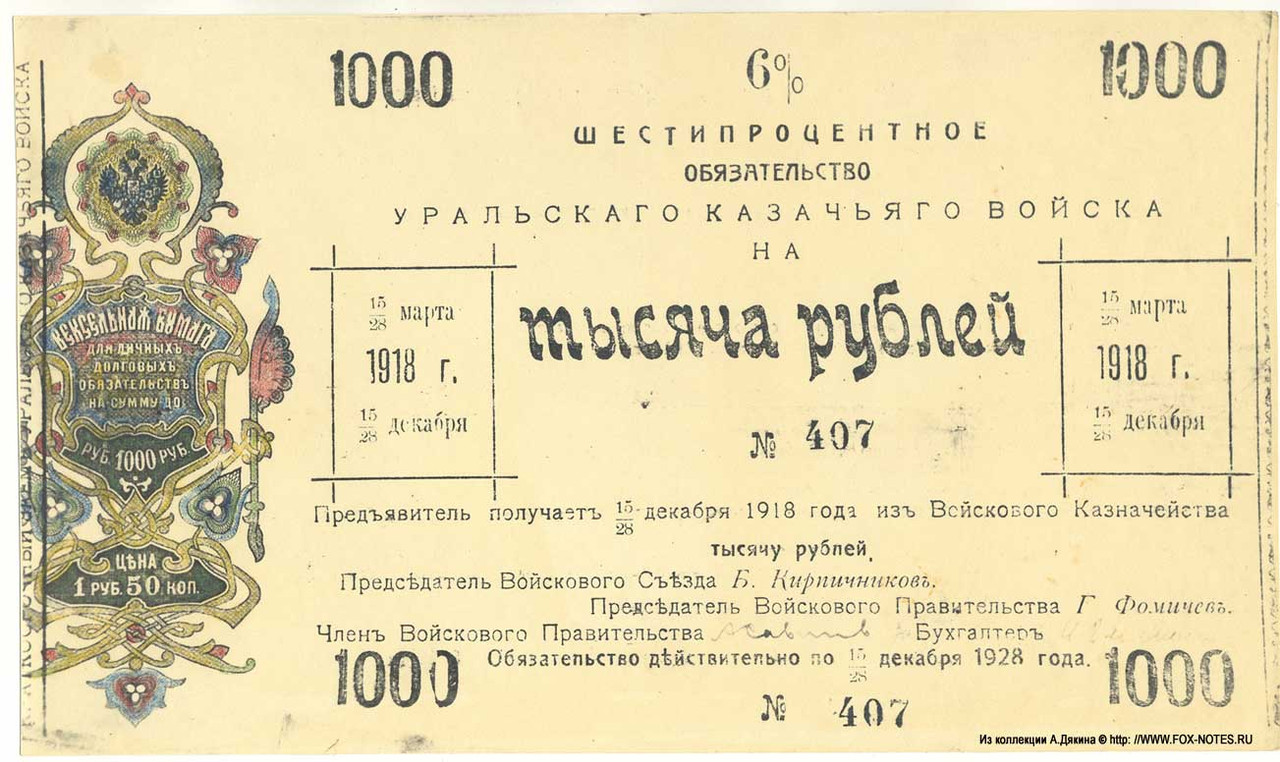 1000 6% 1000
ШЕСТИПРОЦЕНТНОЕ
ОБЯЗАТЕЛЬСТВО
УРАЛЬСКАГО КАЗАЧЬЯГО ВОЙСКА
НА
тысяча рублей
15/28 марта
1918 г.
15/28 декабря
15/28 марта
1918 г.
15/28 декабря
№ 407
Предъявитель получаетъ 15/28 декабря 1918 года изъ Войскового Казначейства
тысячу рублей.
Предсѣдатель Войскового Съѣзда Б. Кирпичниковъ.
Предсѣдатель Войскового Правительства Г Фомичевъ.
Членъ Войскового Правительства Бухгалтеръ
Обязательство дѣйствительно по 15/28 декабря 1928 года.
1000 1000
№ 407
ВЕКСЕЛЬНАЯ БУМАГА
ДЛЯ ЛИЧНЫХЪ
ДОЛГОВЫХЪ
ОБЯЗАТЕЛЬСТВЪ
НА СУММУ ДО
РУБ. 1000 РУБ.
ЦѢНА
1 РУБ. 50 КОП.
ВОЙСКА
Из коллекции А.Дякина © http: //WWW.FOX-NOTES.RU